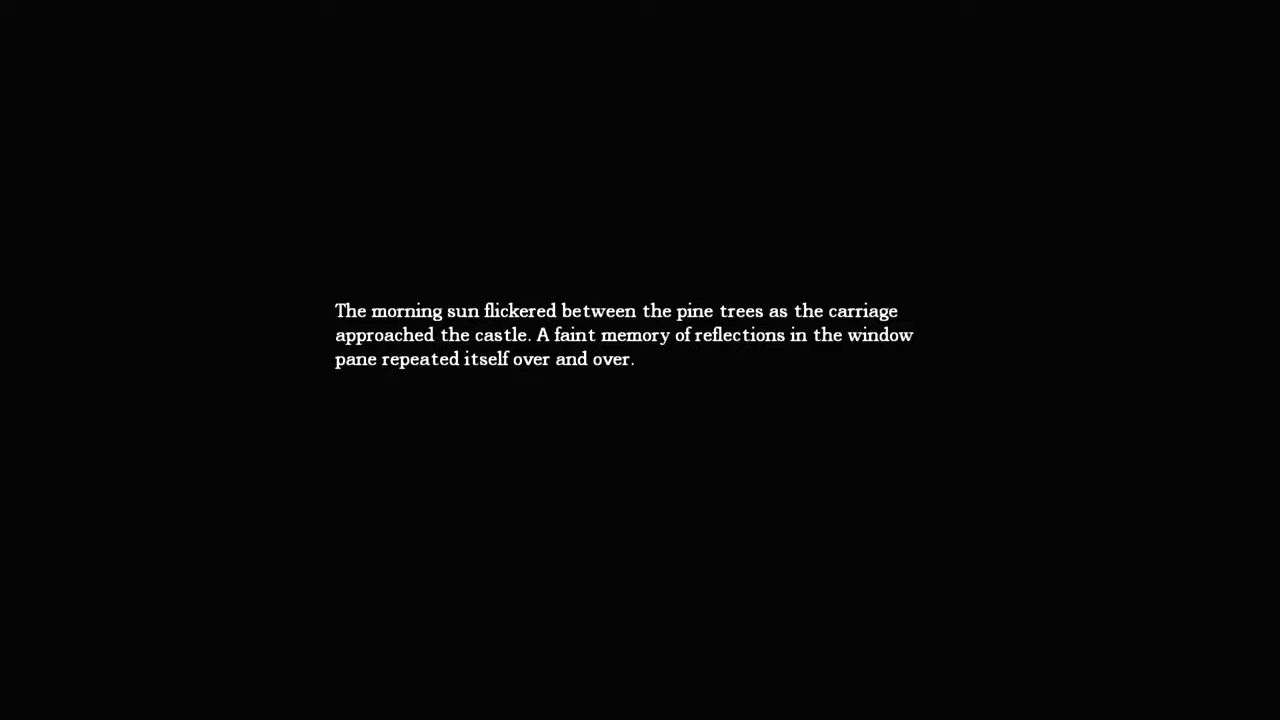 The morning sun flickered between the pine trees as the carriage
approached the castle. A faint memory of reflections in the window
pane repeated itself over and over.